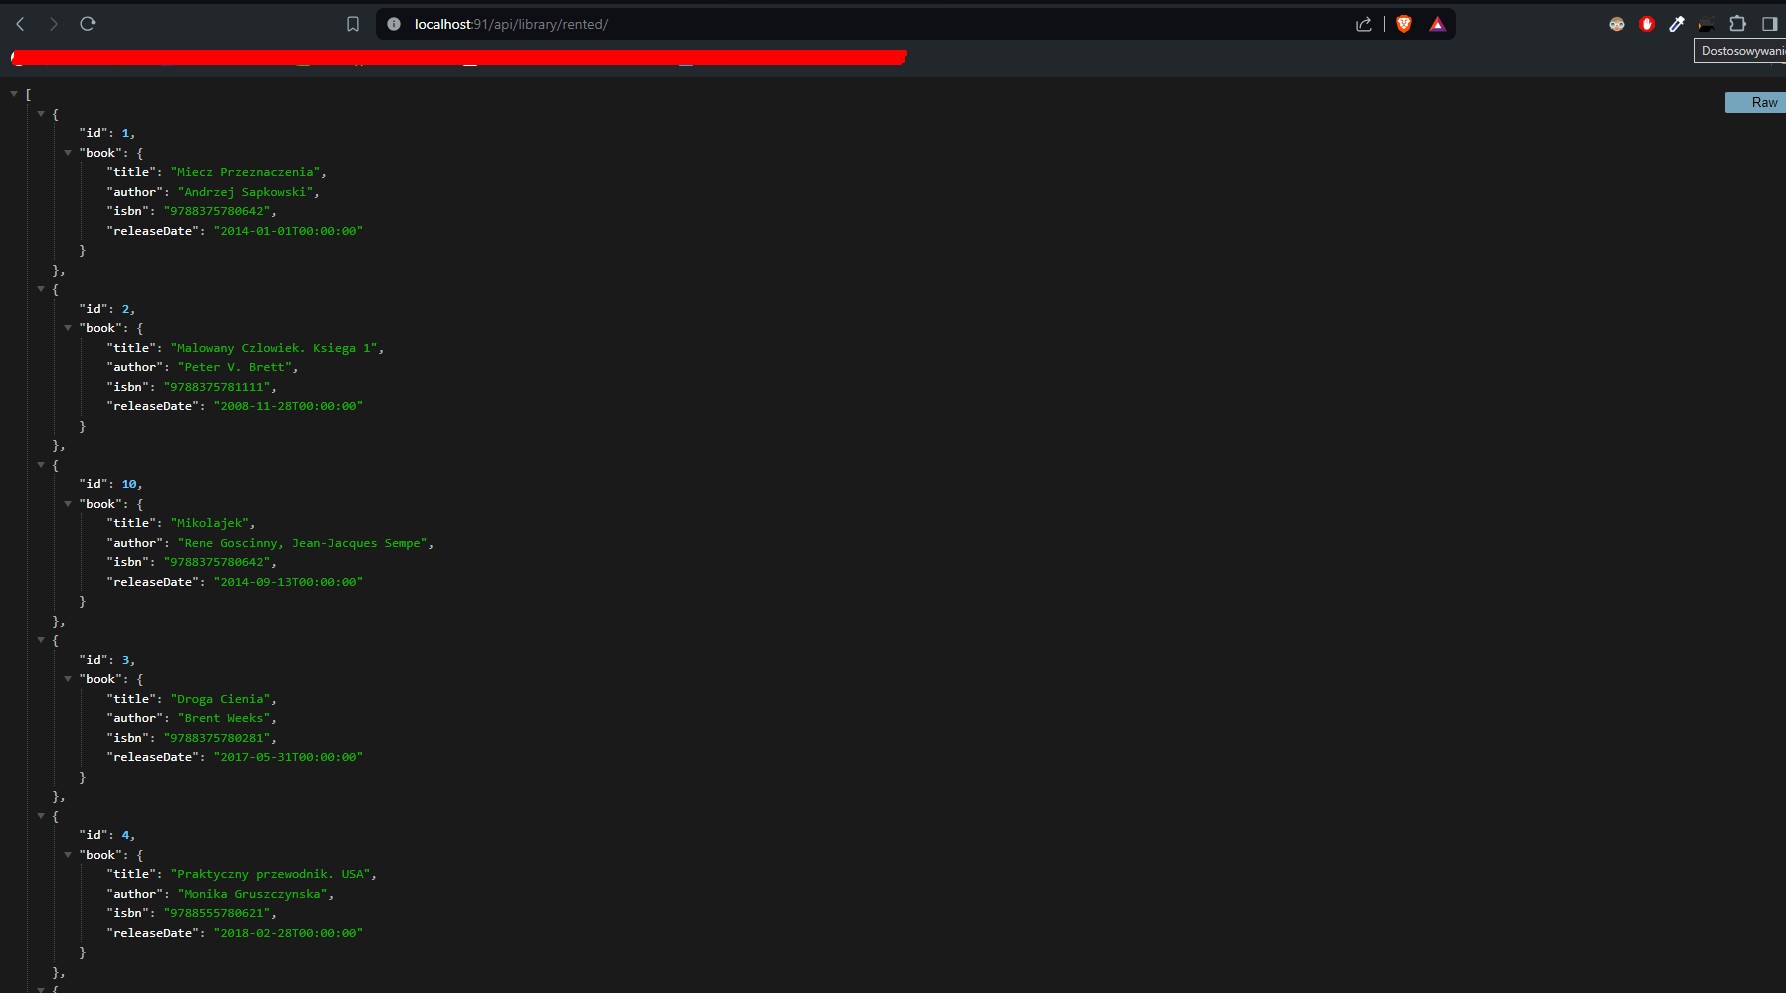 localhost:91/api/library/rented/
Dostosowywani
Raw
[
{
"id": 1,
"book": {
"title": "Miecz Przeznaczenia",
"author": "Andrzej Sapkowski",
"isbn": "9788375780642",
"releaseDate": "2014-01-01T00:00:00"
}
},
{
"id": 2,
"book": {
"title": "Malowany Czlowiek. Ksiega 1",
"author": "Peter V. Brett",
"isbn": "9788375781111",
"releaseDate": "2008-11-28T00:00:00"
}
},
{
"id": 10,
"book": {
"title": "Mikolajek",
"author": "Rene Goscinny, Jean-Jacques Sempe",
"isbn": "9788375780642",
"releaseDate": "2014-09-13T00:00:00"
}
},
{
"id": 3,
"book": {
"title": "Droga Cienia",
"author": "Brent Weeks",
"isbn": "9788375780281",
"releaseDate": "2017-05-31T00:00:00"
}
},
{
"id": 4,
"book": {
"title": "Praktyczny przewodnik. USA",
"author": "Monika Gruszczynska",
"isbn": "9788555780621",
"releaseDate": "2018-02-28T00:00:00"
}
},
{